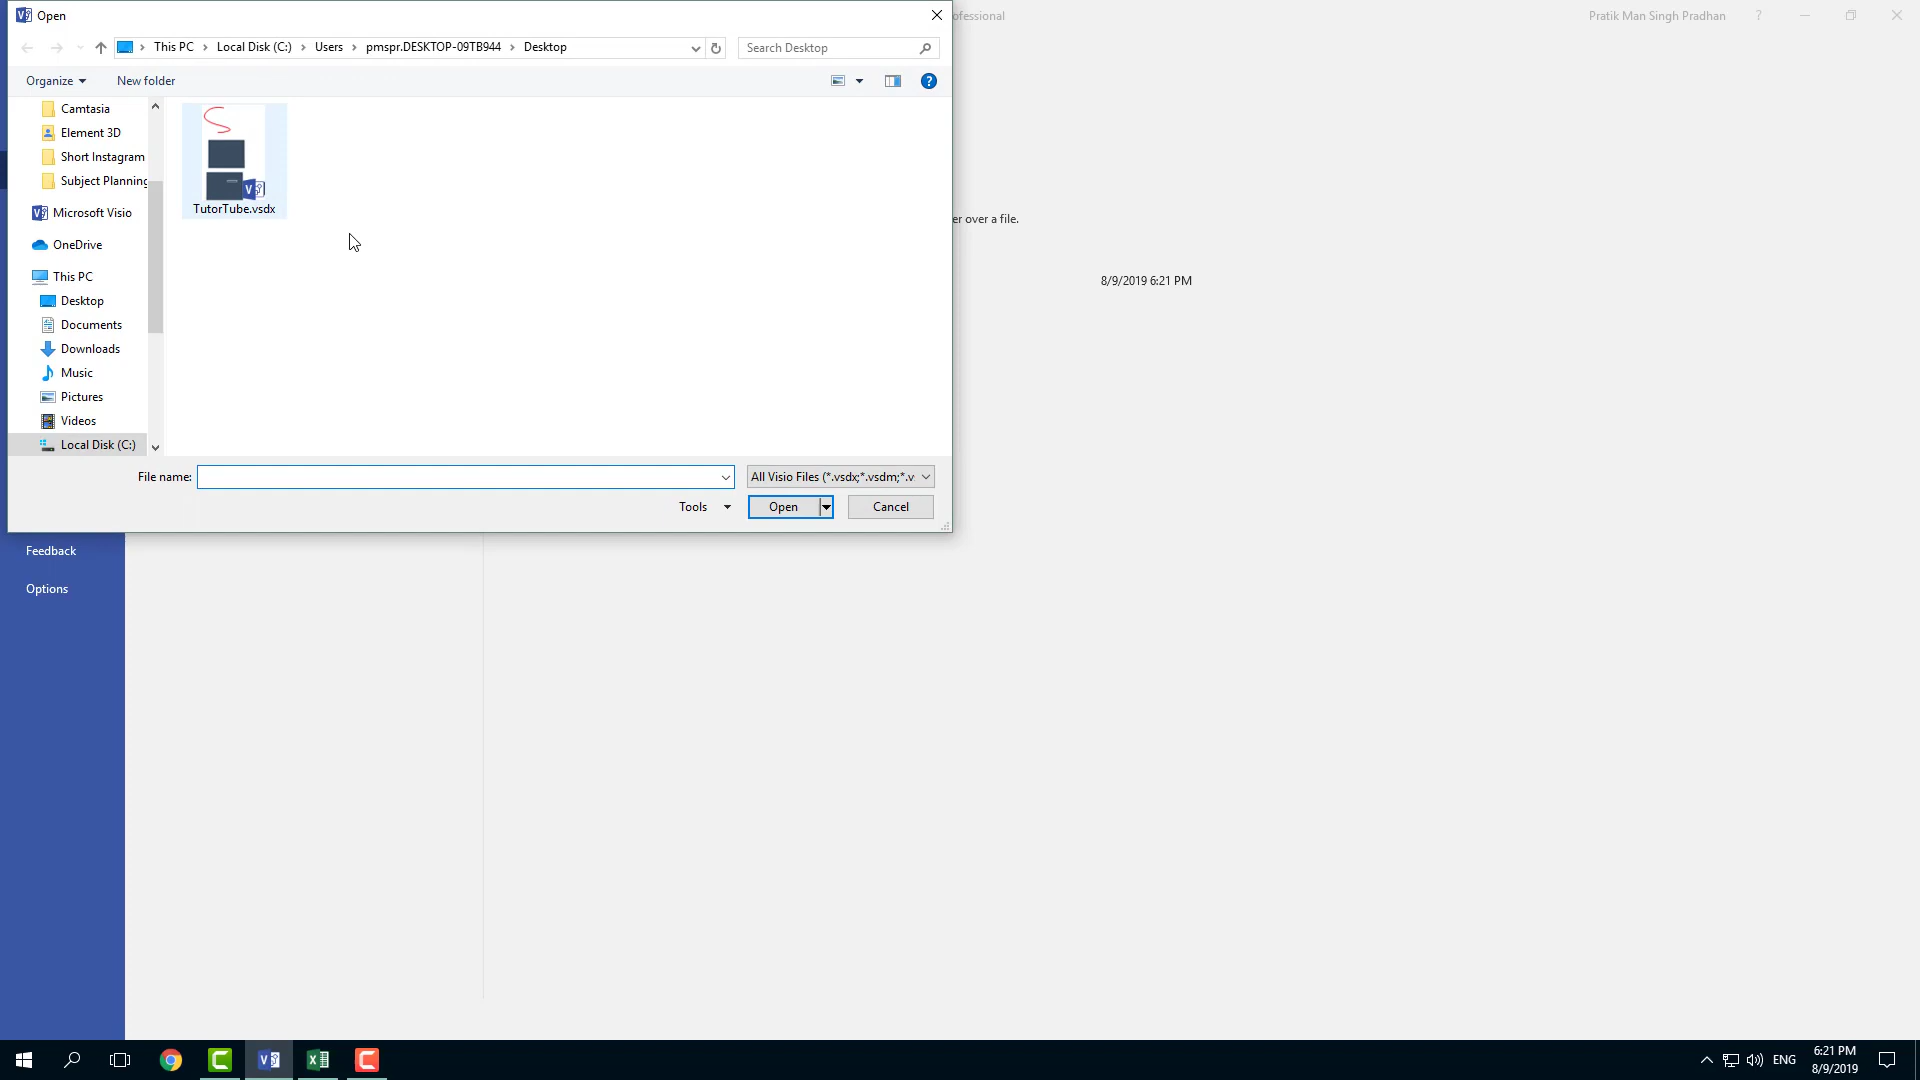 Open
ofessional
Pratik Man Singh Pradhan
?
This PC
Local Disk (C:)
Users
pmspr.DESKTOP-09TB944
Desktop
Search Desktop
Organize
New folder
?
Camtasia
Element 3D
Short Instagram
Subject Planning
Microsoft Visio
OneDrive
This PC
Desktop
Documents
Downloads
Music
Pictures
Videos
Local Disk (C:)
TutorTube.vsdx
er over a file.
8/9/2019 6:21 PM
File name:
All Visio Files (*.vsdx;*.vsdm;*.v
Tools
Open
Cancel
Feedback
Options
ENG
6:21 PM
8/9/2019